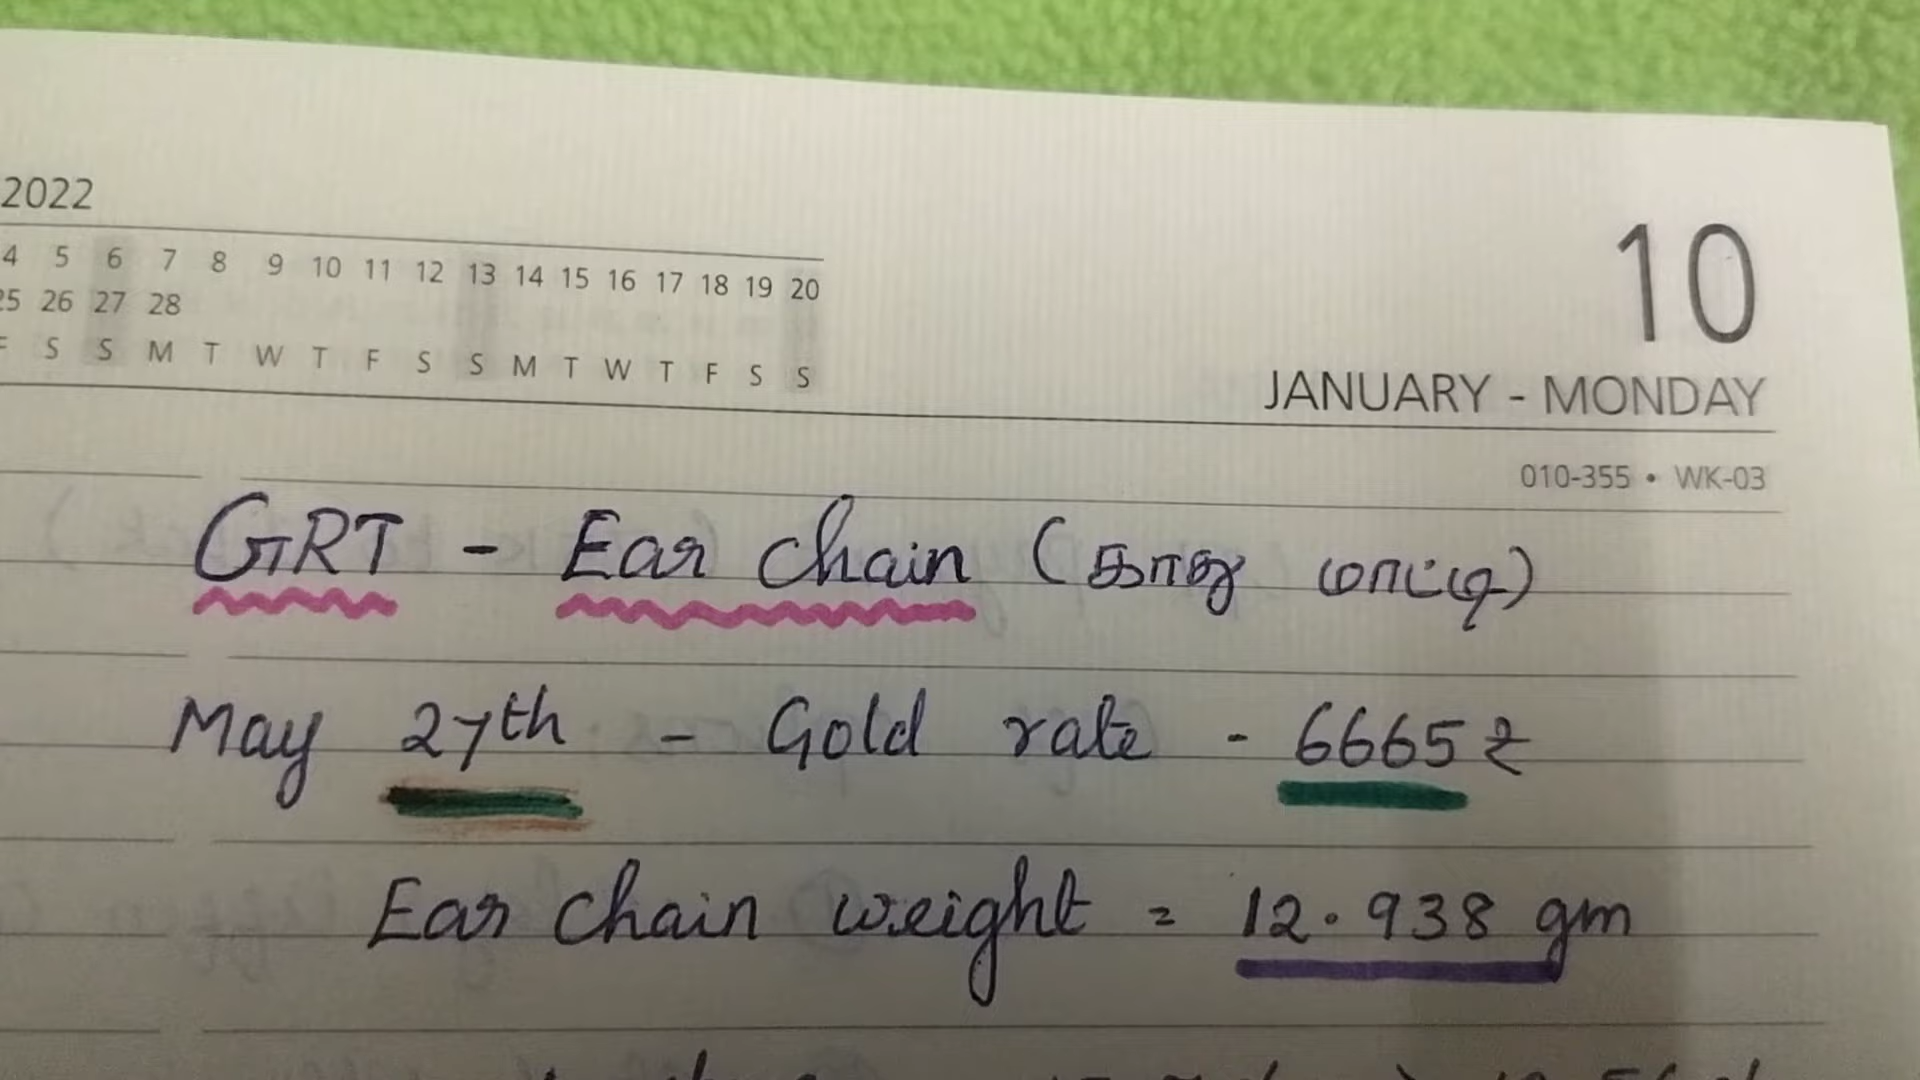 2022
4 5 6 7 8 9 10 11 12 13 14 15 16 17 18 19 20
25 26 27 28
F S S M T W T F S S M T W T F S S
10
JANUARY - MONDAY
010-355 • WK-03
GRT - Ear chain (காது மாட்டி)
May 27th - Gold rate - 6665 ₹
Ear chain weight = 12.938 gm